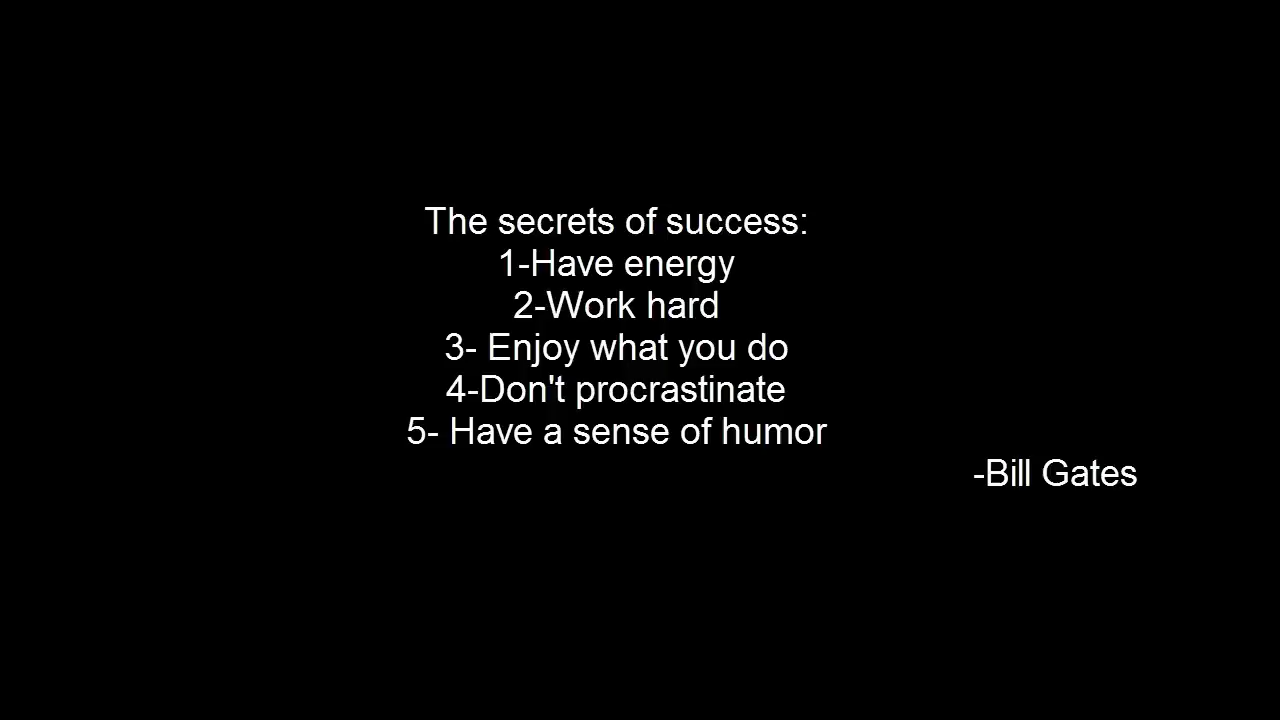 The secrets of success:
1-Have energy
2-Work hard
3- Enjoy what you do
4-Don't procrastinate
5- Have a sense of humor
-Bill Gates